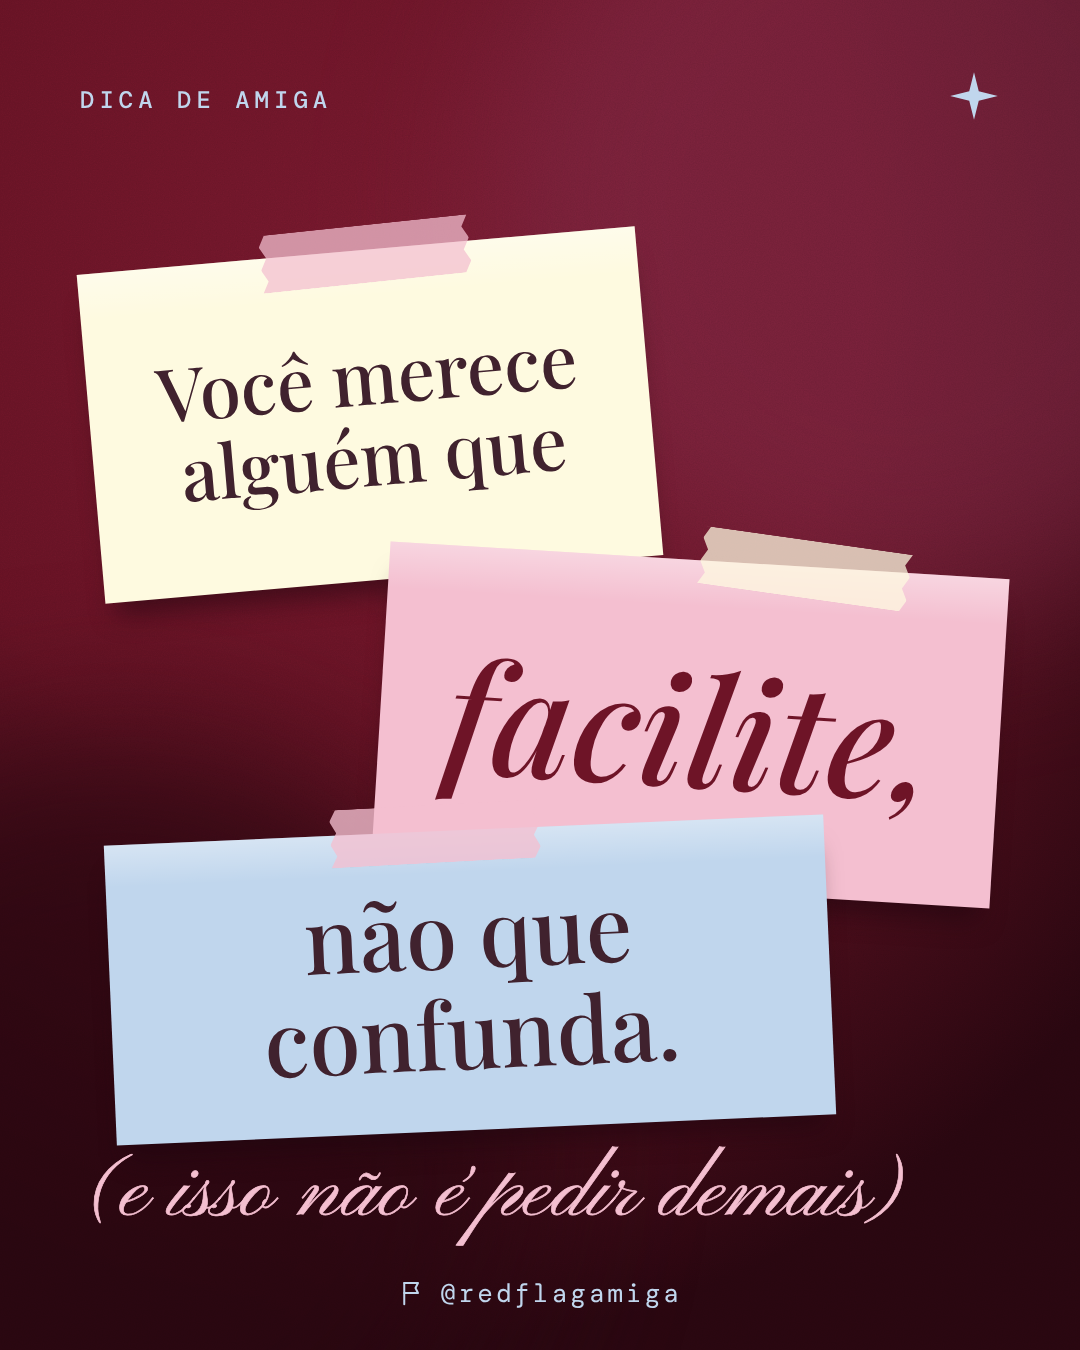 DICA DE AMIGA
Você merece
alguém que
facilite,
não que
confunda.
(e isso não é pedir demais)
@redflagamiga